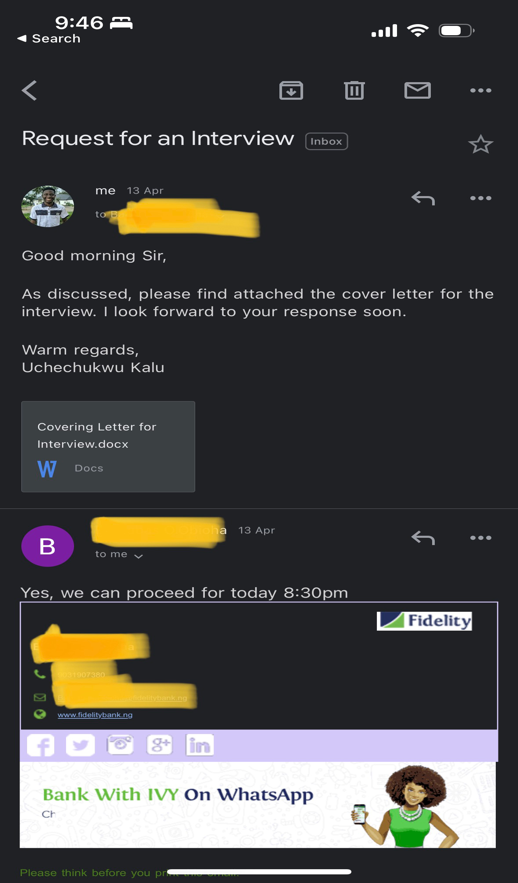 9:46
Search
Request for an Interview Inbox
me 13 Apr
to
Good morning Sir,
As discussed, please find attached the cover letter for the
interview. I look forward to your response soon.
Warm regards,
Uchechukwu Kalu
Covering Letter for
Interview.docx
W Docs
B 13 Apr
to me
Yes, we can proceed for today 8:30pm
Fidelity
www.fidelitybank.ng
f g+ in
Bank With IVY On WhatsApp
Please think before you